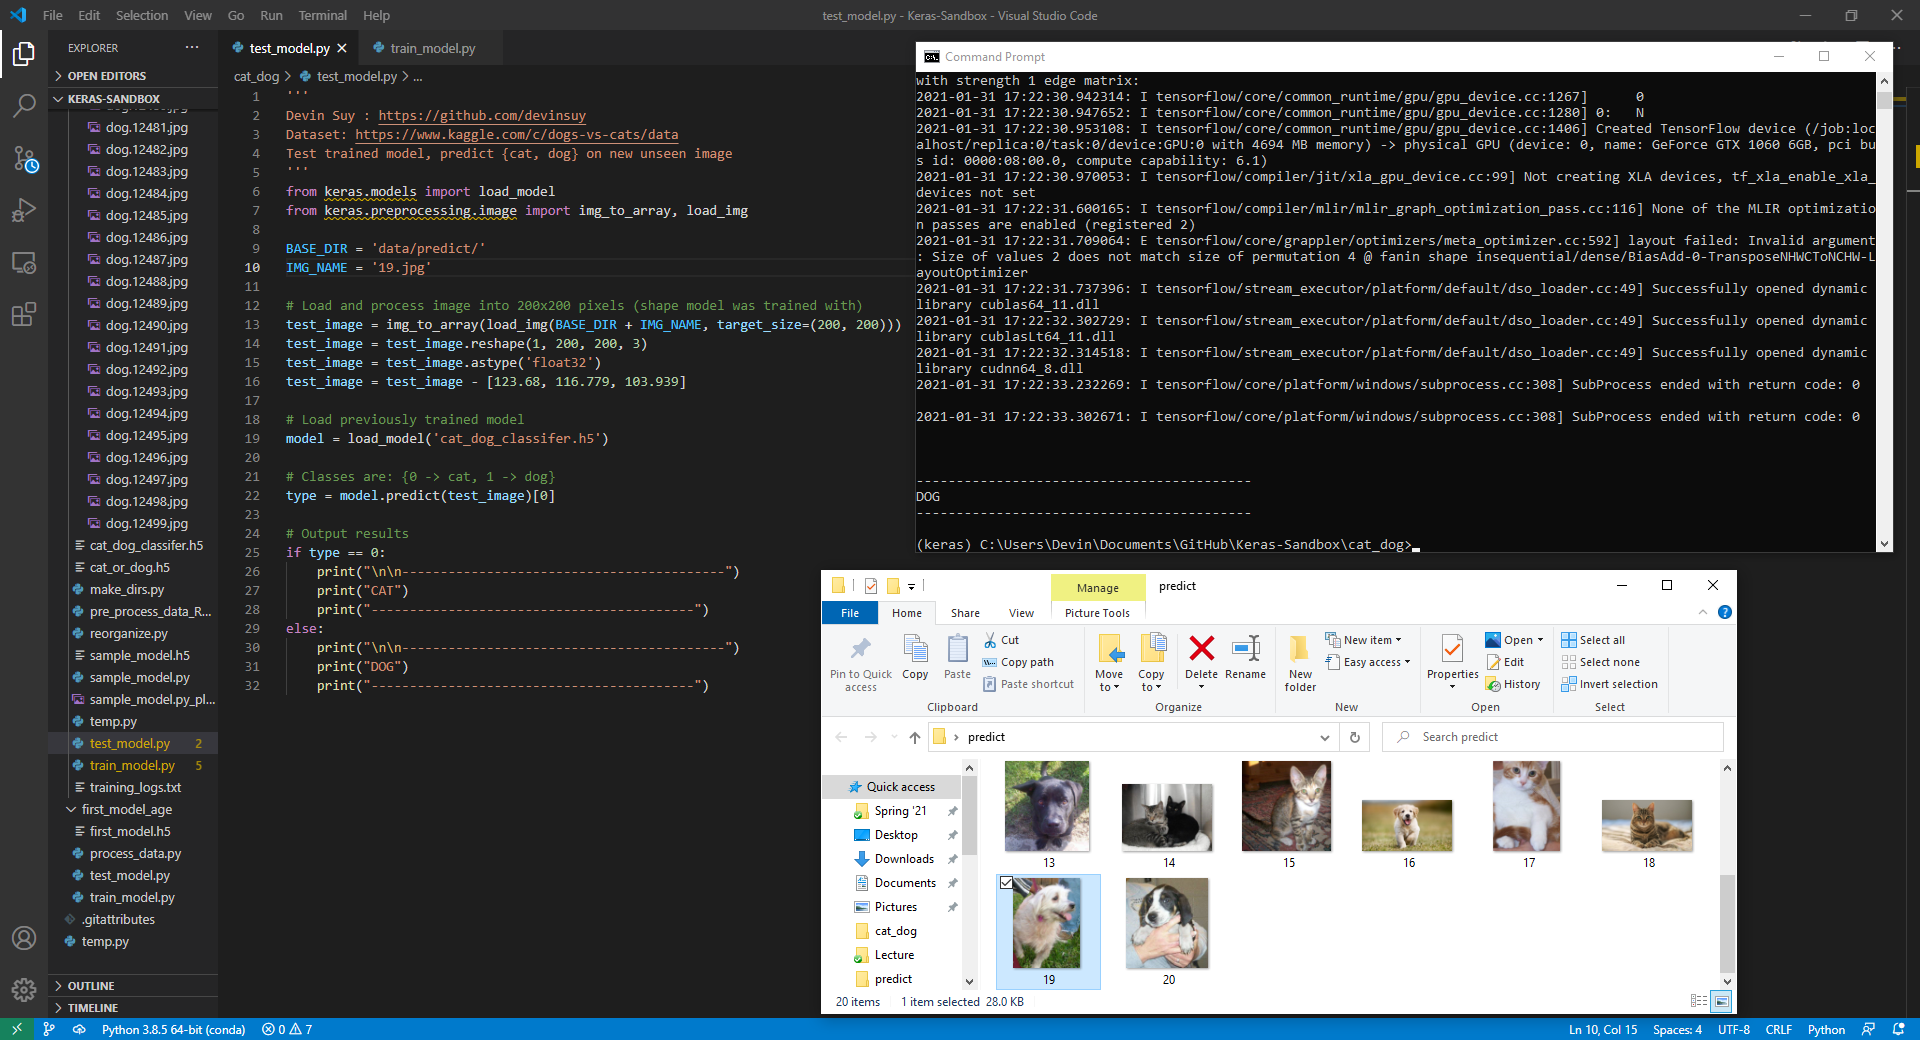 File Edit Selection View Go Run Terminal Help
test_model.py - Keras-Sandbox - Visual Studio Code
EXPLORER
OPEN EDITORS
KERAS-SANDBOX
dog.12481.jpg
dog.12482.jpg
dog.12483.jpg
dog.12484.jpg
dog.12485.jpg
dog.12486.jpg
dog.12487.jpg
dog.12488.jpg
dog.12489.jpg
dog.12490.jpg
dog.12491.jpg
dog.12492.jpg
dog.12493.jpg
dog.12494.jpg
dog.12495.jpg
dog.12496.jpg
dog.12497.jpg
dog.12498.jpg
dog.12499.jpg
cat_dog_classifer.h5
cat_or_dog.h5
make_dirs.py
pre_process_data_R...
reorganize.py
sample_model.h5
sample_model.py
sample_model.py_pl...
temp.py
test_model.py 2
train_model.py 5
training_logs.txt
first_model_age
first_model.h5
process_data.py
test_model.py
train_model.py
.gitattributes
temp.py
OUTLINE
TIMELINE
test_model.py
train_model.py
cat_dog > test_model.py > ...
1 '''
2 Devin Suy : https://github.com/devinsuy
3 Dataset: https://www.kaggle.com/c/dogs-vs-cats/data
4 Test trained model, predict {cat, dog} on new unseen image
5 '''
6 from keras.models import load_model
7 from keras.preprocessing.image import img_to_array, load_img
8
9 BASE_DIR = 'data/predict/'
10 IMG_NAME = '19.jpg'
11
12 # Load and process image into 200x200 pixels (shape model was trained with)
13 test_image = img_to_array(load_img(BASE_DIR + IMG_NAME, target_size=(200, 200)))
14 test_image = test_image.reshape(1, 200, 200, 3)
15 test_image = test_image.astype('float32')
16 test_image = test_image - [123.68, 116.779, 103.939]
17
18 # Load previously trained model
19 model = load_model('cat_dog_classifer.h5')
20
21 # Classes are: {0 -> cat, 1 -> dog}
22 type = model.predict(test_image)[0]
23
24 # Output results
25 if type == 0:
26 print("\n\n------------------------------------------")
27 print("CAT")
28 print("------------------------------------------")
29 else:
30 print("\n\n------------------------------------------")
31 print("DOG")
32 print("------------------------------------------")
Command Prompt
with strength 1 edge matrix:
2021-01-31 17:22:30.942314: I tensorflow/core/common_runtime/gpu/gpu_device.cc:1267] 0
2021-01-31 17:22:30.947652: I tensorflow/core/common_runtime/gpu/gpu_device.cc:1280] 0: N
2021-01-31 17:22:30.953108: I tensorflow/core/common_runtime/gpu/gpu_device.cc:1406] Created TensorFlow device (/job:loc
alhost/replica:0/task:0/device:GPU:0 with 4694 MB memory) -> physical GPU (device: 0, name: GeForce GTX 1060 6GB, pci bu
s id: 0000:08:00.0, compute capability: 6.1)
2021-01-31 17:22:30.970053: I tensorflow/compiler/jit/xla_gpu_device.cc:99] Not creating XLA devices, tf_xla_enable_xla_
devices not set
2021-01-31 17:22:31.600165: I tensorflow/compiler/mlir/mlir_graph_optimization_pass.cc:116] None of the MLIR optimizatio
n passes are enabled (registered 2)
2021-01-31 17:22:31.709064: E tensorflow/core/grappler/optimizers/meta_optimizer.cc:592] layout failed: Invalid argument
: Size of values 2 does not match size of permutation 4 @ fanin shape insequential/dense/BiasAdd-0-TransposeNHWCToNCHW-L
ayoutOptimizer
2021-01-31 17:22:31.737396: I tensorflow/stream_executor/platform/default/dso_loader.cc:49] Successfully opened dynamic
library cublas64_11.dll
2021-01-31 17:22:32.302729: I tensorflow/stream_executor/platform/default/dso_loader.cc:49] Successfully opened dynamic
library cublasLt64_11.dll
2021-01-31 17:22:32.314518: I tensorflow/stream_executor/platform/default/dso_loader.cc:49] Successfully opened dynamic
library cudnn64_8.dll
2021-01-31 17:22:33.232269: I tensorflow/core/platform/windows/subprocess.cc:308] SubProcess ended with return code: 0
2021-01-31 17:22:33.302671: I tensorflow/core/platform/windows/subprocess.cc:308] SubProcess ended with return code: 0
------------------------------------------
DOG
------------------------------------------
(keras) C:\Users\Devin\Documents\GitHub\Keras-Sandbox\cat_dog>
Manage predict
File Home Share View Picture Tools
Pin to Quick access
Copy
Paste
Cut
Copy path
Paste shortcut
Clipboard
Move to
Copy to
Delete
Rename
Organize
New folder
New item
Easy access
New
Properties
Open
Edit
History
Open
Select all
Select none
Invert selection
Select
predict
Search predict
Quick access
Spring '21
Desktop
Downloads
Documents
Pictures
cat_dog
Lecture
predict
13 14 15 16 17 18
19 20
20 items 1 item selected 28.0 KB
Python 3.8.5 64-bit (conda) 0 7
Ln 10, Col 15 Spaces: 4 UTF-8 CRLF Python